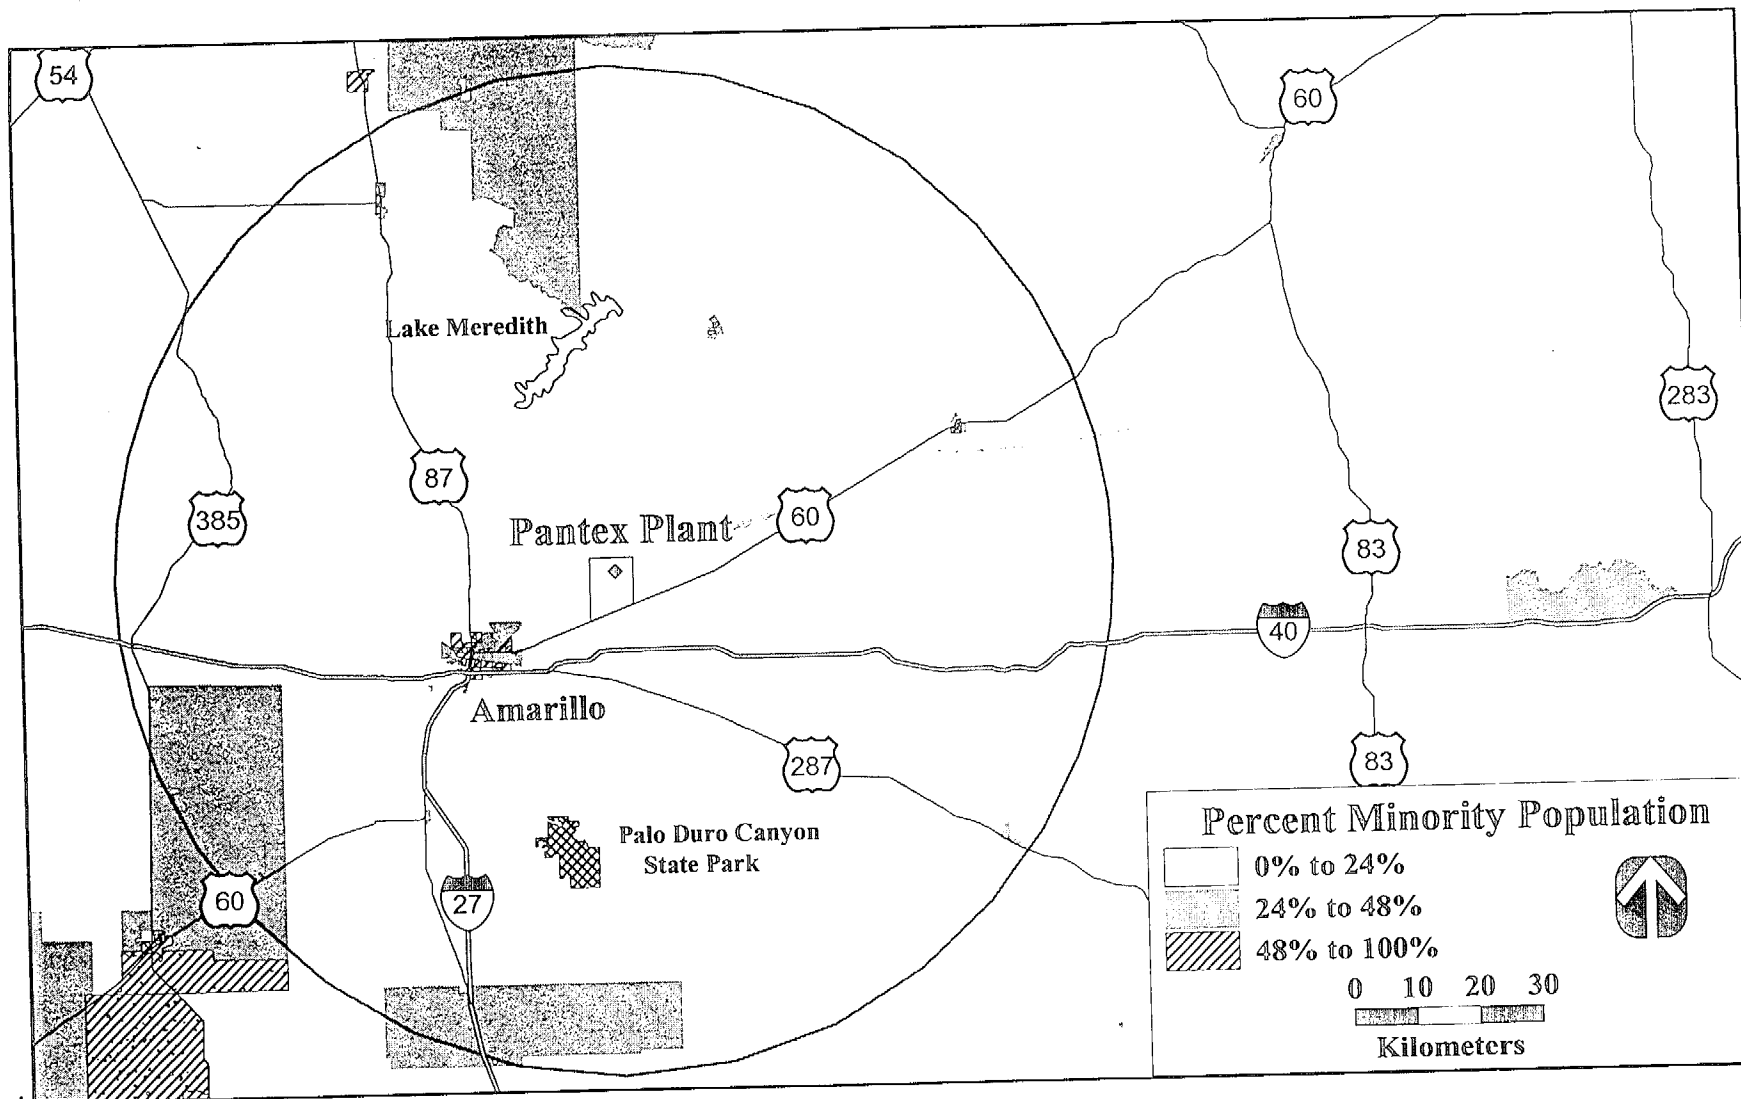 54
60
Lake Meredith
283
87
385
Pantex Plant
60
83
40
Amarillo
287
83
Palo Duro Canyon
State Park
60
27
Percent Minority Population
0% to 24%
24% to 48%
48% to 100%
0 10 20 30
Kilometers